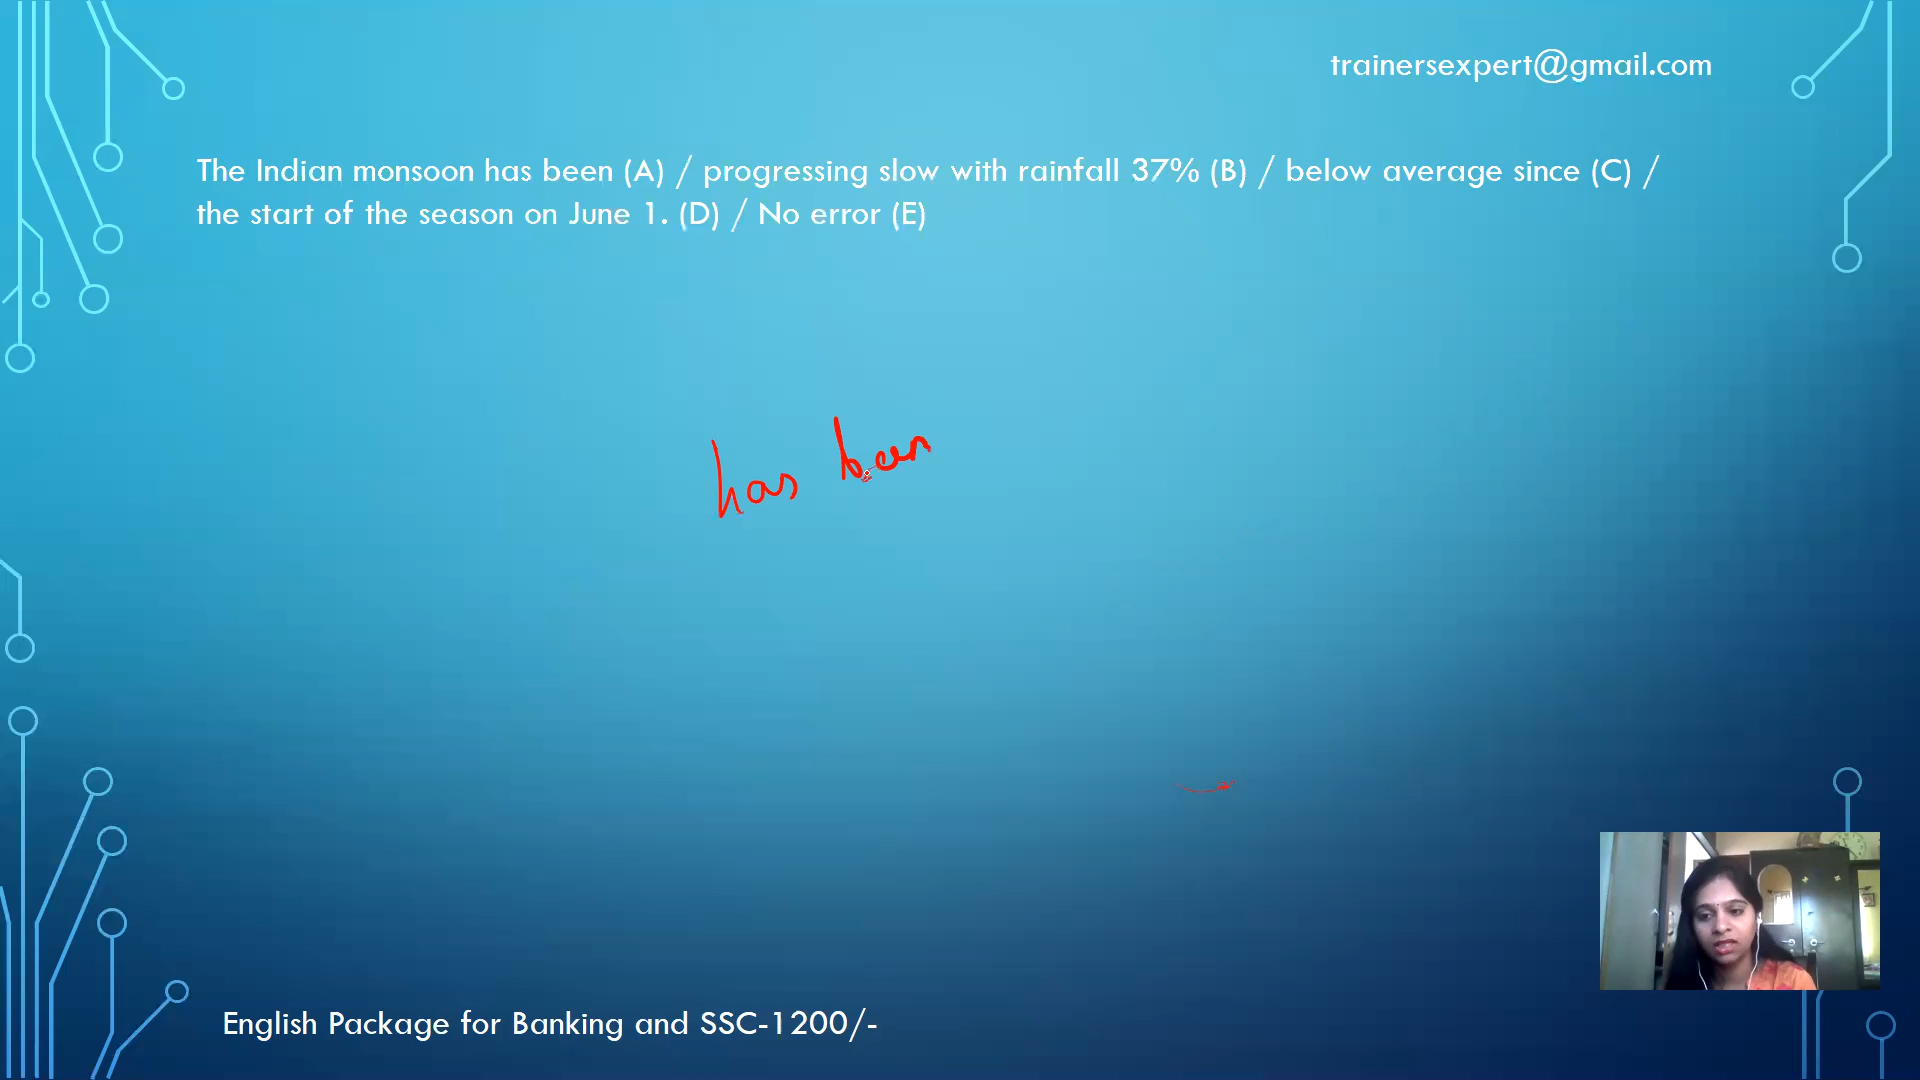 trainersexpert@gmail.com
The Indian monsoon has been (A) / progressing slow with rainfall 37% (B) / below average since (C) /
the start of the season on June 1. (D) / No error (E)
has been
English Package for Banking and SSC-1200/-